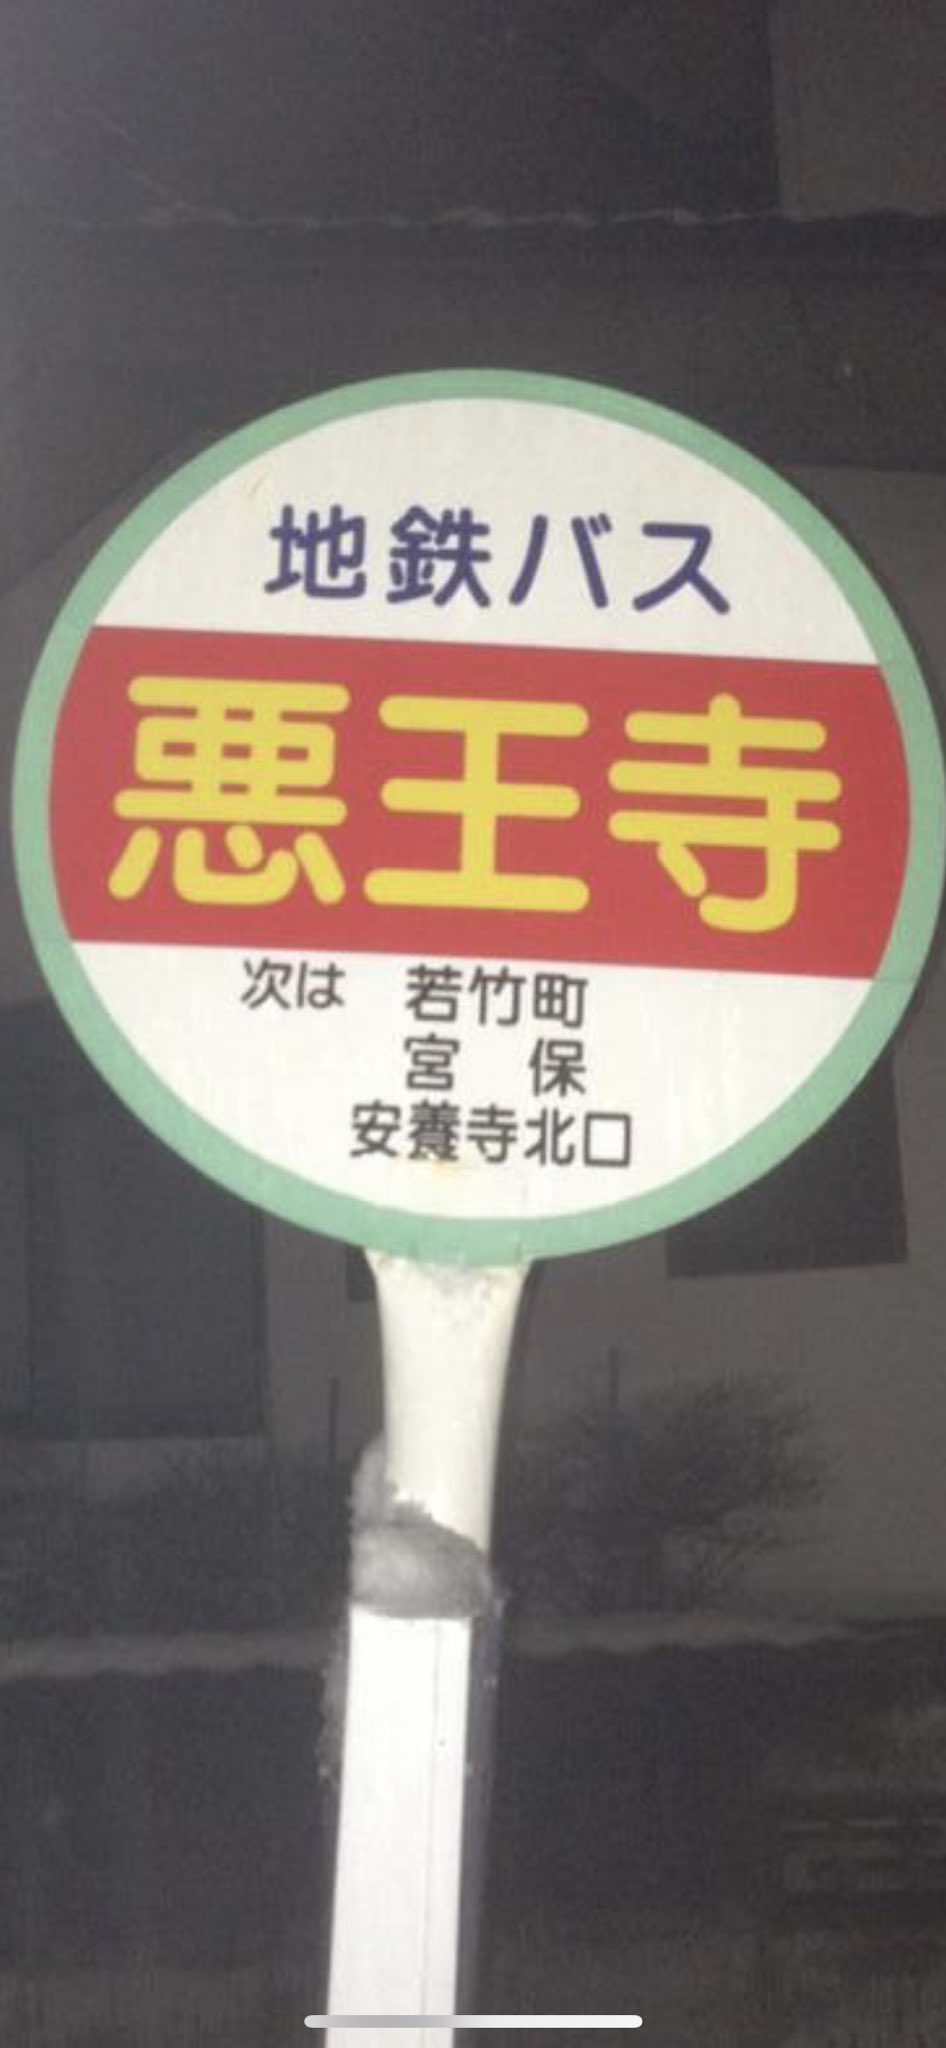 地鉄バス
悪王寺
次は 若竹町
宮 保
安養寺北口